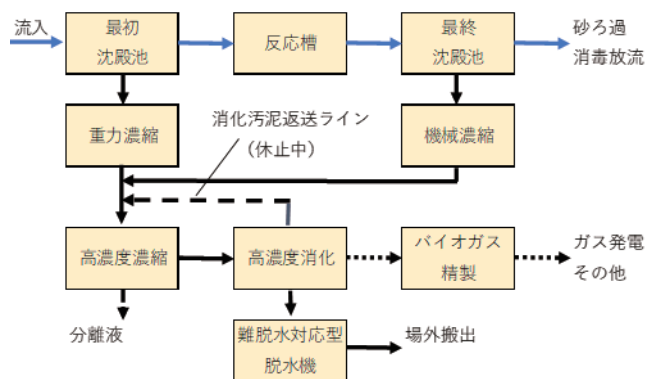 流入
最初
沈殿池
反応槽
最終
沈殿池
砂ろ過
消毒放流
重力濃縮
消化汚泥返送ライン
（休止中）
機械濃縮
高濃度濃縮
高濃度消化
バイオガス
精製
ガス発電
その他
分離液
難脱水対応型
脱水機
場外搬出